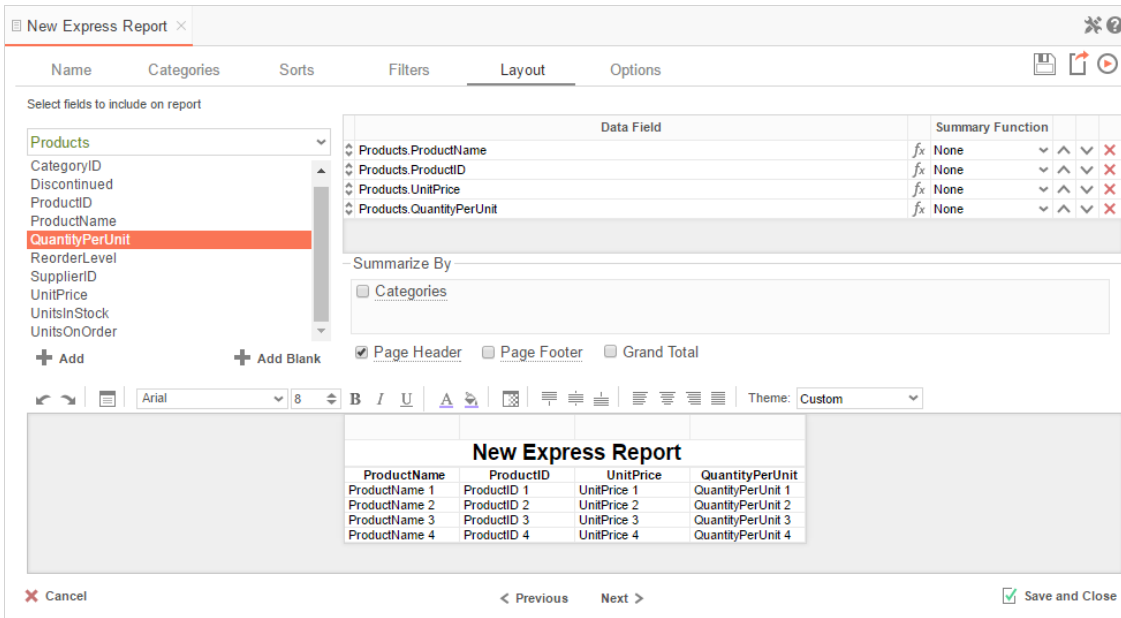 New Express Report
Name Categories Sorts Filters Layout Options
Select fields to include on report
Products
CategoryID
Discontinued
ProductID
ProductName
QuantityPerUnit
ReorderLevel
SupplierID
UnitPrice
UnitsInStock
UnitsOnOrder
Add Add Blank
Data Field Summary Function
Products.ProductName fx None
Products.ProductID fx None
Products.UnitPrice fx None
Products.QuantityPerUnit fx None
Summarize By
Categories
Page Header Page Footer Grand Total
Arial 8 B I U A Theme: Custom
New Express Report
ProductName ProductID UnitPrice QuantityPerUnit
ProductName 1 ProductID 1 UnitPrice 1 QuantityPerUnit 1
ProductName 2 ProductID 2 UnitPrice 2 QuantityPerUnit 2
ProductName 3 ProductID 3 UnitPrice 3 QuantityPerUnit 3
ProductName 4 ProductID 4 UnitPrice 4 QuantityPerUnit 4
Cancel < Previous Next > Save and Close